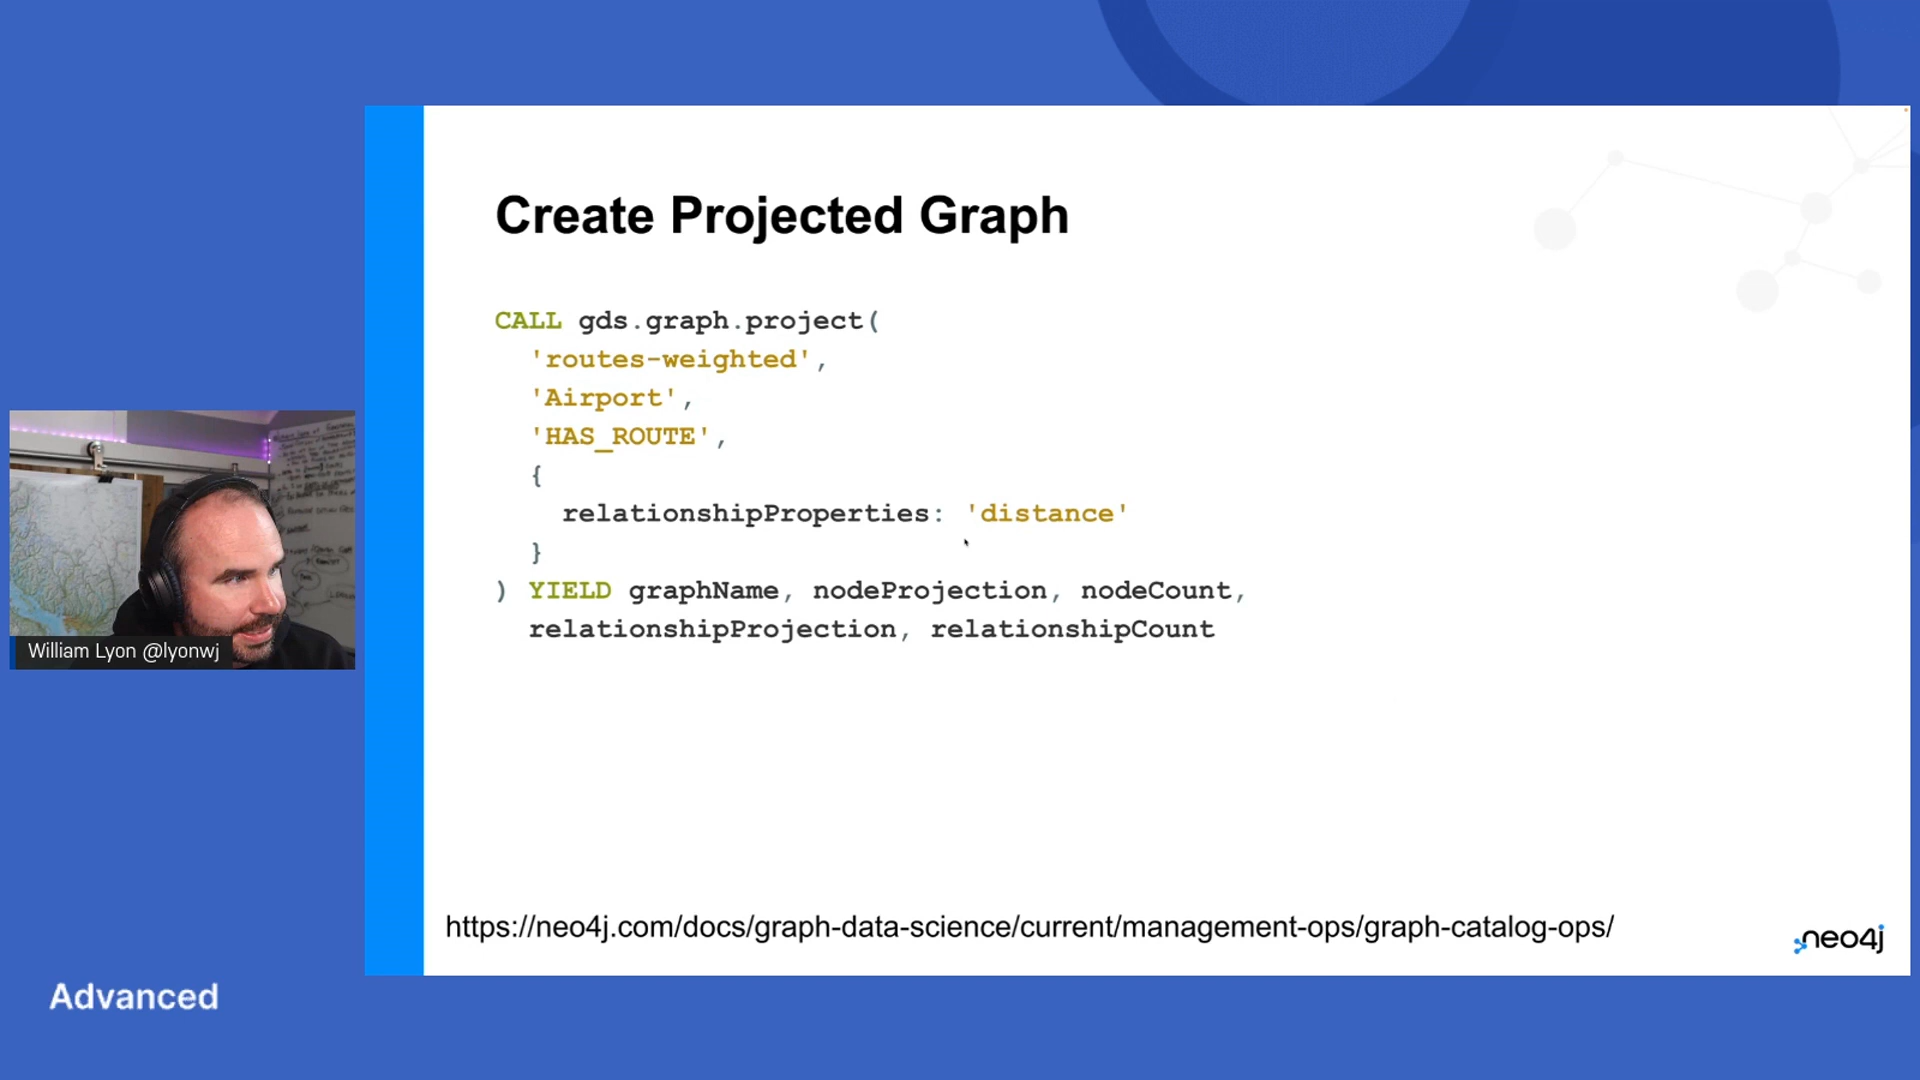 Create Projected Graph
CALL gds.graph.project(
'routes-weighted',
'Airport',
'HAS_ROUTE',
{
relationshipProperties: 'distance'
}
) YIELD graphName, nodeProjection, nodeCount,
relationshipProjection, relationshipCount
William Lyon @lyonwj
https://neo4j.com/docs/graph-data-science/current/management-ops/graph-catalog-ops/
neo4j
Advanced